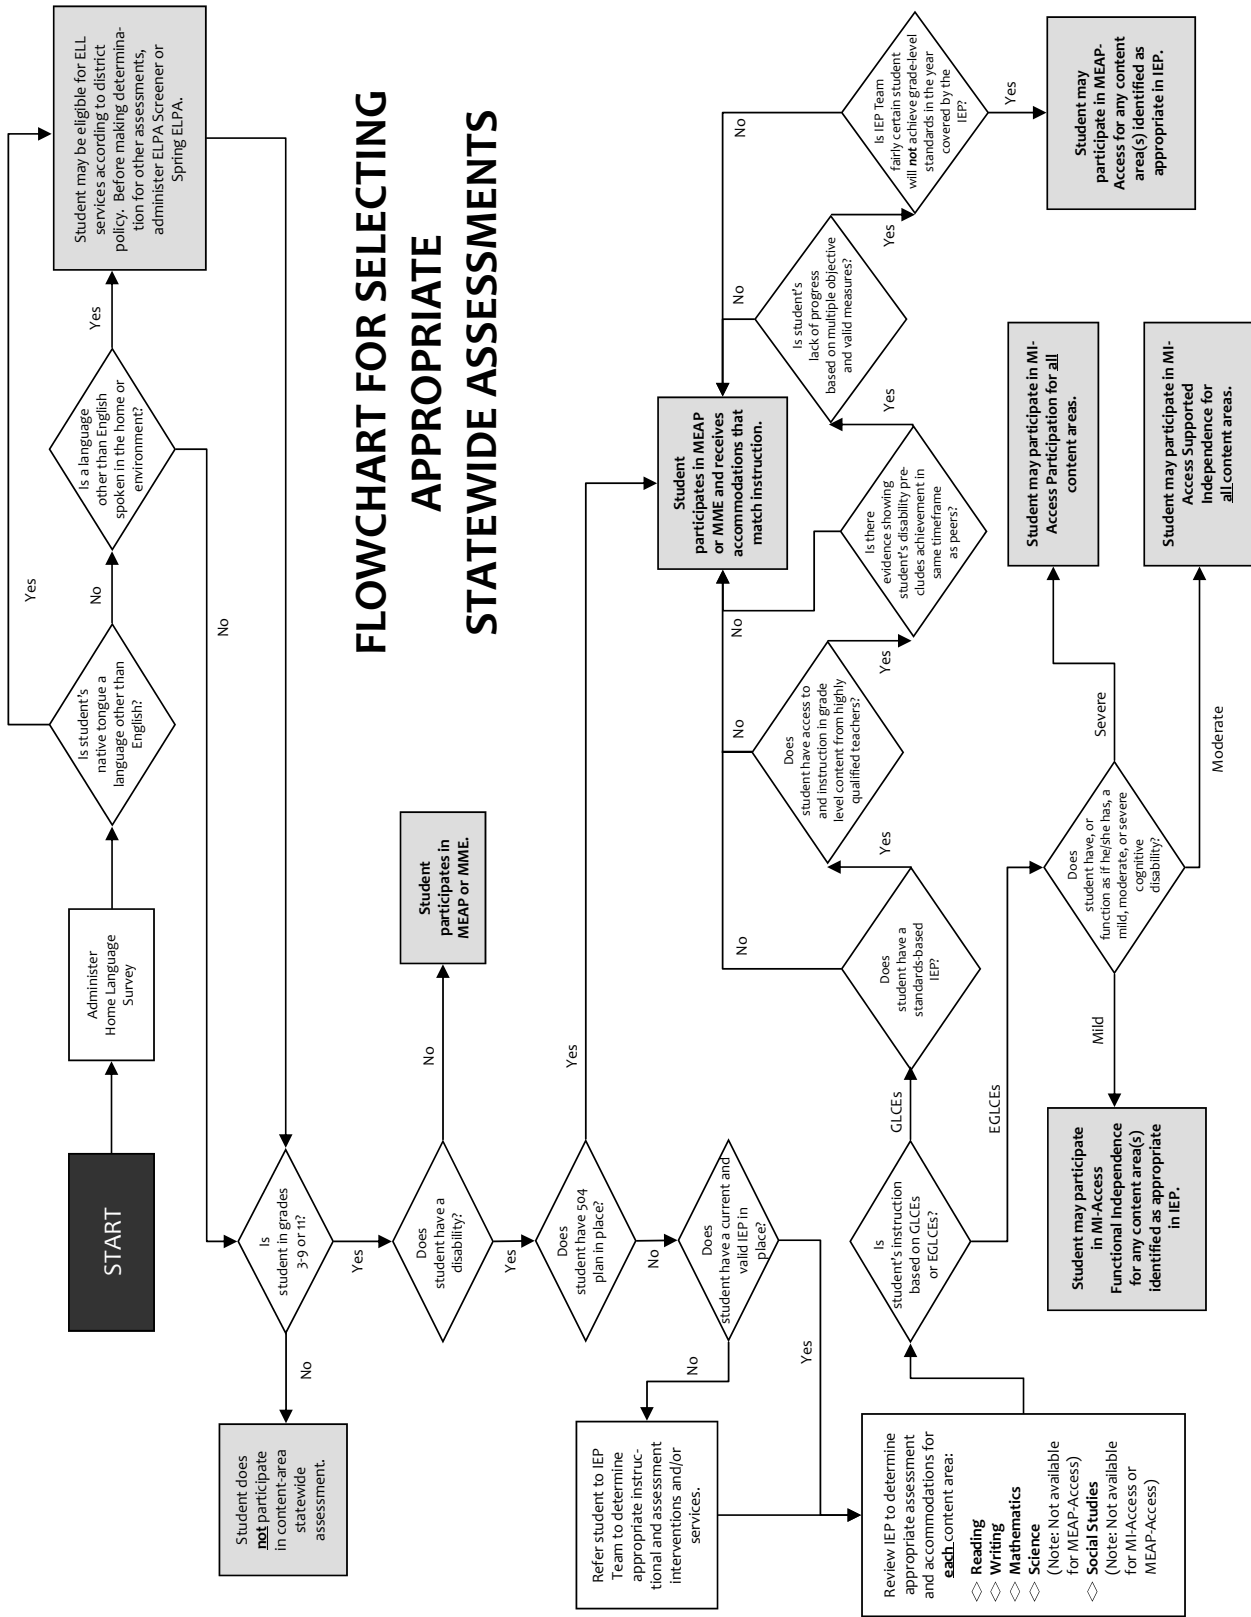 FLOWCHART FOR SELECTING
APPROPRIATE
STATEWIDE ASSESSMENTS
START
Administer
Home Language
Survey
Is student's
native tongue a
language other than
English?
Yes
No
Is a language
other than English
spoken in the home or
environment?
Yes
No
Student may be eligible for ELL
services according to district
policy. Before making determina-
tion for other assessments,
administer ELPA Screener or
Spring ELPA.
Is
student in grades
3-9 or 11?
No
Student does
not participate
in content-area
statewide
assessment.
Yes
Does
student have a
disability?
No
Student
participates in
MEAP or MME.
Yes
Does
student have 504
plan in place?
Yes
Student
participates in MEAP
or MME and receives
accommodations that
match instruction.
No
Does
student have a current and
valid IEP in
place?
No
Refer student to IEP
Team to determine
appropriate instruc-
tional and assessment
interventions and/or
services.
Yes
Review IEP to determine
appropriate assessment
and accommodations for
each content area:
◇ Reading
◇ Writing
◇ Mathematics
◇ Science
(Note: Not available
for MEAP-Access)
◇ Social Studies
(Note: Not available
for MI-Access or
MEAP-Access)
Is
student's instruction
based on GLCEs
or EGLCEs?
GLCEs
EGLCEs
Does
student have a
standards-based
IEP?
No
Yes
Does
student have access to
and instruction in grade
level content from highly
qualified teachers?
No
Yes
Is there
evidence showing
student's disability pre-
cludes achievement in
same timeframe
as peers?
No
Yes
Is student's
lack of progress
based on multiple objective
and valid measures?
No
Yes
Is IEP Team
fairly certain student
will not achieve grade-level
standards in the year
covered by the
IEP?
No
Yes
Student may
participate in MEAP-
Access for any content
area(s) identified as
appropriate in IEP.
Does
student have, or
function as if he/she has, a
mild, moderate, or severe
cognitive
disability?
Mild
Student may participate
in MI-Access
Functional Independence
for any content area(s)
identified as appropriate
in IEP.
Severe
Student may participate in MI-
Access Participation for all
content areas.
Moderate
Student may participate in MI-
Access Supported
Independence for
all content areas.